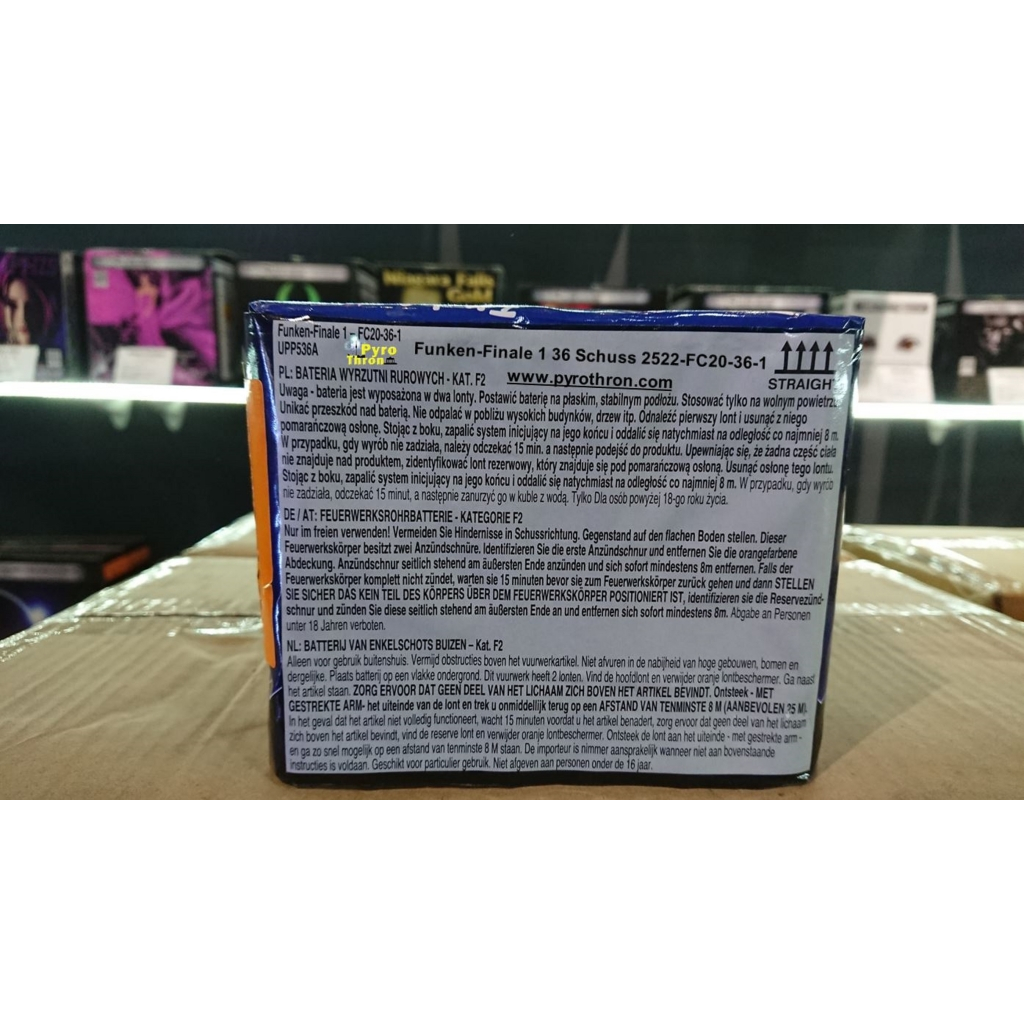 Niagara Falls
Gold
Funken-Finale 1 – FC20-36-1
UPP536A
Pyro
Thron.com
Funken-Finale 1 36 Schuss 2522-FC20-36-1
www.pyrothron.com
STRAIGHT
PL: BATERIA WYRZUTNI RUROWYCH - KAT. F2
Uwaga - bateria jest wyposażona w dwa lonty. Postawić baterię na płaskim, stabilnym podłożu. Stosować tylko na wolnym powietrzu.
Unikać przeszkód nad baterią. Nie odpalać w pobliżu wysokich budynków, drzew itp. Odnaleźć pierwszy lont i usunąć z niego
pomarańczową osłonę. Stojąc z boku, zapalić system inicjujący na jego końcu i oddalić się natychmiast na odległość co najmniej 8 m.
W przypadku, gdy wyrób nie zadziała, należy odczekać 15 min. a następnie podejść do produktu. Upewniając się, że żadna część ciała
nie znajduje nad produktem, zidentyfikować lont rezerwowy, który znajduje się pod pomarańczową osłoną. Usunąć osłonę tego lontu.
Stojąc z boku, zapalić system inicjujący na jego końcu i oddalić się natychmiast na odległość co najmniej 8 m. W przypadku, gdy wyrób
nie zadziała, odczekać 15 minut, a następnie zanurzyć go w kuble z wodą. Tylko Dla osób powyżej 18-go roku życia.
DE / AT: FEUERWERKSROHRBATTERIE - KATEGORIE F2
Nur im freien verwenden! Vermeiden Sie Hindernisse in Schussrichtung. Gegenstand auf den flachen Boden stellen. Dieser
Feuerwerkskörper besitzt zwei Anzündschnüre. Identifizieren Sie die erste Anzündschnur und entfernen Sie die orangefarbene
Abdeckung. Anzündschnur seitlich stehend am äußersten Ende anzünden und sich sofort mindestens 8m entfernen. Falls der
Feuerwerkskörper komplett nicht zündet, warten sie 15 minuten bevor sie zum Feuerwerkskörper zurück gehen und dann STELLEN
SIE SICHER DAS KEIN TEIL DES KÖRPERS ÜBER DEM FEUERWERKSKÖRPER POSITIONIERT IST, identifizieren sie die Reservezünd-
schnur und zünden Sie diese seitlich stehend am äußersten Ende an und entfernen sich sofort mindestens 8m. Abgabe an Personen
unter 18 Jahren verboten.
NL: BATTERIJ VAN ENKELSCHOTS BUIZEN – Kat. F2
Alleen voor gebruik buitenshuis. Vermijd obstructies boven het vuurwerkartikel. Niet afvuren in de nabijheid van hoge gebouwen, bomen en
dergelijke. Plaats batterij op een vlakke ondergrond. Dit vuurwerk heeft 2 lonten. Vind de hoofdlont en verwijder oranje lontbeschermer. Ga naast
het artikel staan. ZORG ERVOOR DAT GEEN DEEL VAN HET LICHAAM ZICH BOVEN HET ARTIKEL BEVINDT. Ontsteek - MET
GESTREKTE ARM- het uiteinde van de lont en trek u onmiddelijk terug op een AFSTAND VAN TENMINSTE 8 M (AANBEVOLEN 25 M).
In het geval dat het artikel niet volledig functioneert, wacht 15 minuten voordat u het artikel benadert, zorg ervoor dat geen deel van het lichaam
zich boven het artikel bevindt, vind de reserve lont en verwijder oranje lontbeschermer. Ontsteek de lont aan het uiteinde - met gestrekte arm -
en ga zo snel mogelijk op een afstand van tenminste 8 M staan. De importeur is nimmer aansprakelijk wanneer niet aan bovenstaande
instructies is voldaan. Geschikt voor particulier gebruik. Niet afgeven aan personen onder de 16 jaar.